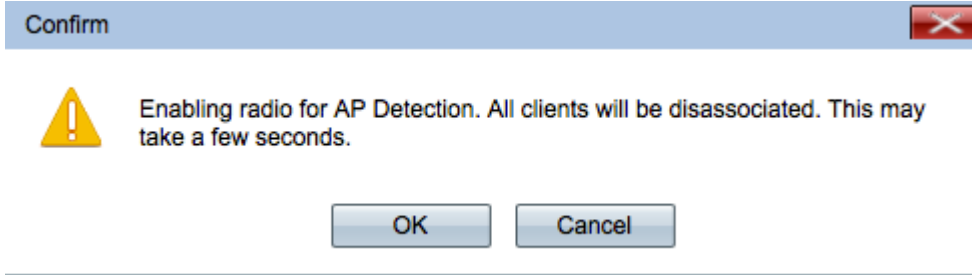 Confirm
Enabling radio for AP Detection. All clients will be disassociated. This may
take a few seconds.
OK Cancel